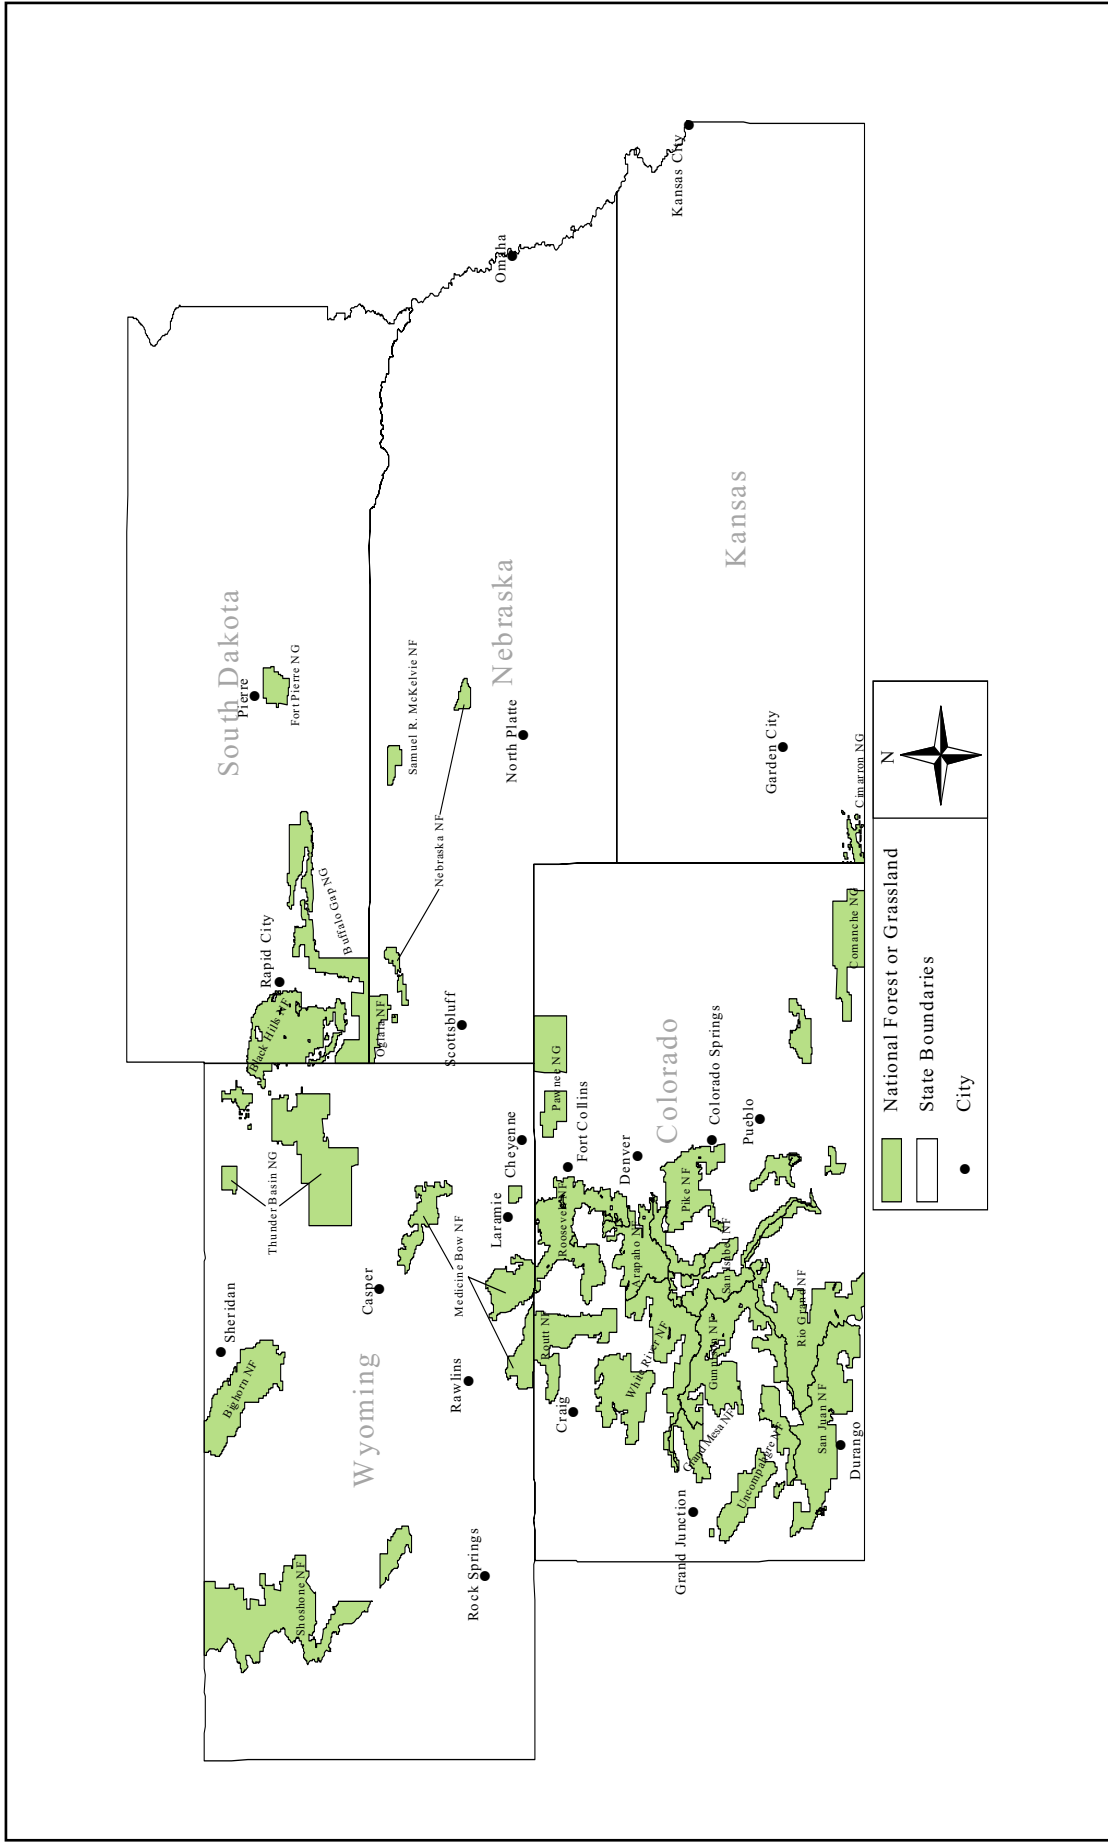 South Dakota
Pierre
Fort Pierre NG
Rapid City
Black Hills NF
Buffalo Gap NG
Sheridan
Bighorn NF
Thunder Basin NG
Shoshone NF
Wyoming
Casper
Medicine Bow NF
Rawlins
Rock Springs
Laramie
Cheyenne
Oglala NF
Scottsbluff
Nebraska NF
Samuel R. McKelvie NF
Nebraska
North Platte
Omaha
Kansas City
Kansas
Garden City
Cimarron NG
Pawnee NG
Fort Collins
Roosevelt NF
Routt NF
Craig
Denver
Arapaho NF
White River NF
Colorado
Colorado Springs
Pike NF
San Isabel NF
Gunnison NF
Grand Mesa NF
Grand Junction
Pueblo
Uncompahgre NF
Rio Grand NF
San Juan NF
Durango
Comanche NG
National Forest or Grassland
State Boundaries
City
N